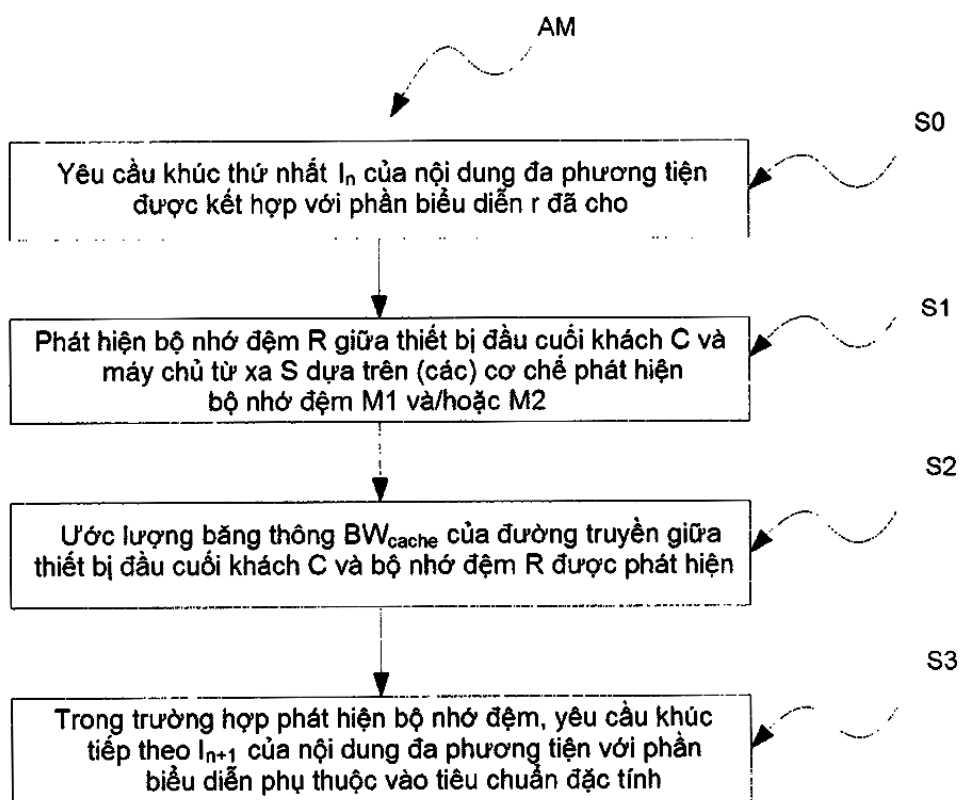 AM
S0
Yêu cầu khúc thứ nhất Iₙ của nội dung đa phương tiện
được kết hợp với phần biểu diễn r đã cho
S1
Phát hiện bộ nhớ đệm R giữa thiết bị đầu cuối khách C và
máy chủ từ xa S dựa trên (các) cơ chế phát hiện
bộ nhớ đệm M1 và/hoặc M2
S2
Ước lượng băng thông BWcache của đường truyền giữa
thiết bị đầu cuối khách C và bộ nhớ đệm R được phát hiện
S3
Trong trường hợp phát hiện bộ nhớ đệm, yêu cầu khúc
tiếp theo Iₙ₊₁ của nội dung đa phương tiện với phần
biểu diễn phụ thuộc vào tiêu chuẩn đặc tính